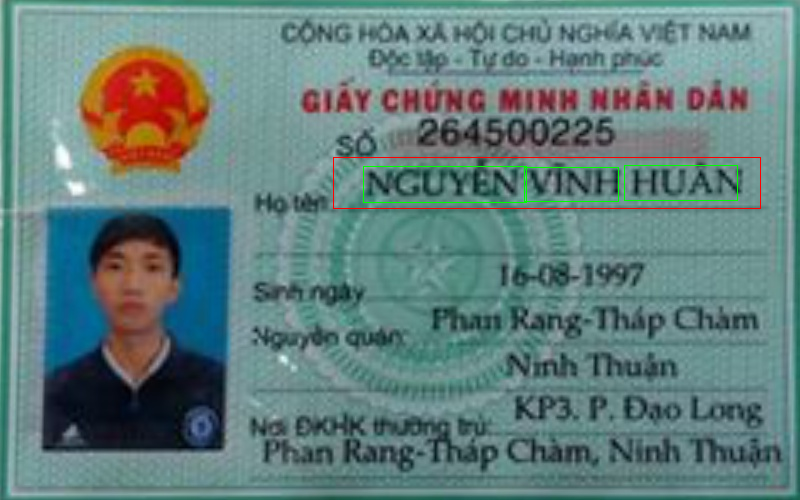 CỘNG HÒA XÃ HỘI CHỦ NGHĨA VIỆT NAM
Độc lập - Tự do - Hạnh phúc
GIẤY CHỨNG MINH NHÂN DÂN
SỐ 264500225
Họ tên: NGUYỄN VĨNH HUÂN
Sinh ngày 16-08-1997
Nguyên quán: Phan Rang-Tháp Chàm
Ninh Thuận
Nơi ĐKHK thường trú: KP3. P. Đạo Long
Phan Rang-Tháp Chàm, Ninh Thuận